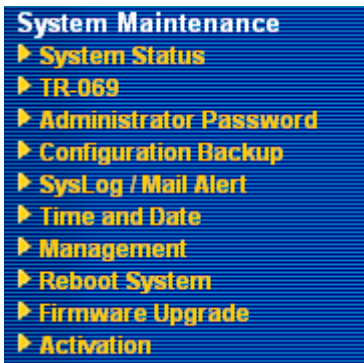 System Maintenance
System Status
TR-069
Administrator Password
Configuration Backup
SysLog / Mail Alert
Time and Date
Management
Reboot System
Firmware Upgrade
Activation